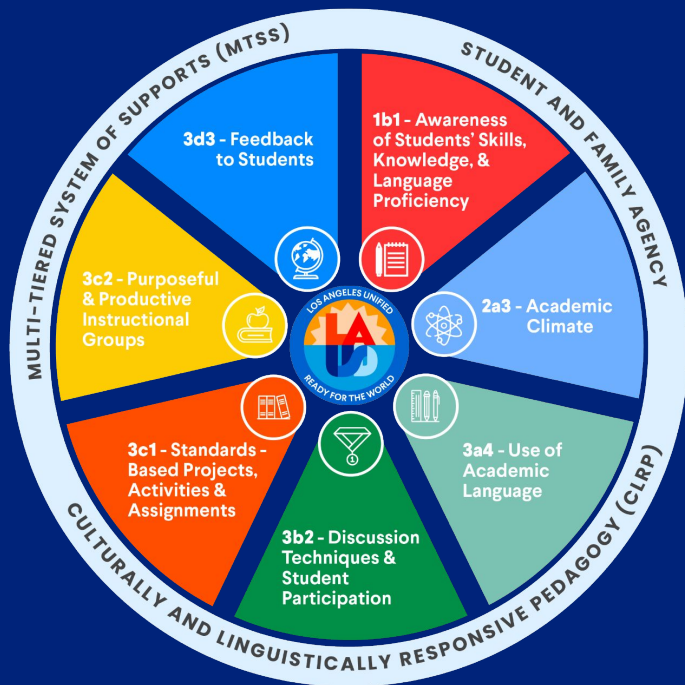 MULTI-TIERED SYSTEM OF SUPPORTS (MTSS)
STUDENT AND FAMILY AGENCY
CULTURALLY AND LINGUISTICALLY RESPONSIVE PEDAGOGY (CLRP)
1b1 - Awareness
of Students' Skills,
Knowledge, &
Language
Proficiency
2a3 - Academic
Climate
3a4 - Use of
Academic
Language
3b2 - Discussion
Techniques &
Student
Participation
3c1 - Standards -
Based Projects,
Activities &
Assignments
3c2 - Purposeful
& Productive
Instructional
Groups
3d3 - Feedback
to Students
LOS ANGELES UNIFIED
LA
USD
READY FOR THE WORLD
1